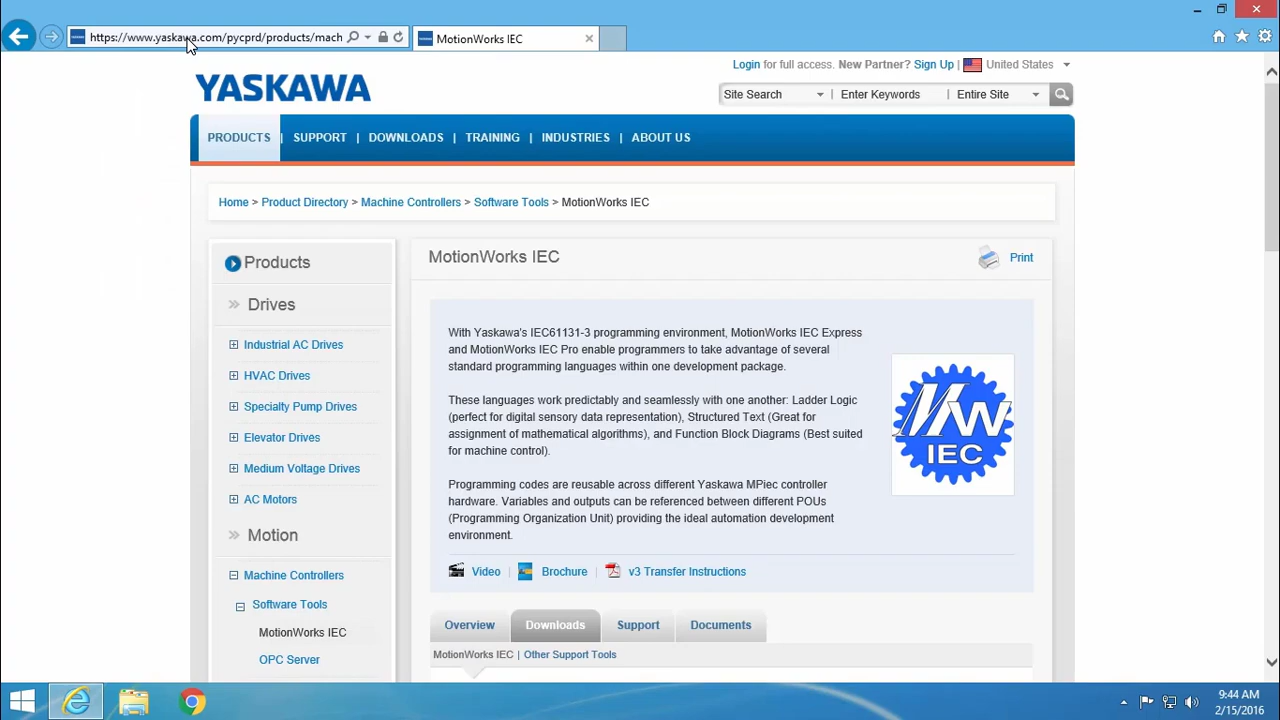 https://www.yaskawa.com/pycprd/products/mach
MotionWorks IEC
Login for full access. New Partner? Sign Up | United States
YASKAWA
Site Search | Enter Keywords | Entire Site
PRODUCTS | SUPPORT | DOWNLOADS | TRAINING | INDUSTRIES | ABOUT US
Home > Product Directory > Machine Controllers > Software Tools > MotionWorks IEC
Products
Drives
Industrial AC Drives
HVAC Drives
Specialty Pump Drives
Elevator Drives
Medium Voltage Drives
AC Motors
Motion
Machine Controllers
Software Tools
MotionWorks IEC
OPC Server
MotionWorks IEC
Print
With Yaskawa's IEC61131-3 programming environment, MotionWorks IEC Express
and MotionWorks IEC Pro enable programmers to take advantage of several
standard programming languages within one development package.
These languages work predictably and seamlessly with one another: Ladder Logic
(perfect for digital sensory data representation), Structured Text (Great for
assignment of mathematical algorithms), and Function Block Diagrams (Best suited
for machine control).
Programming codes are reusable across different Yaskawa MPiec controller
hardware. Variables and outputs can be referenced between different POUs
(Programming Organization Unit) providing the ideal automation development
environment.
MW
IEC
Video | Brochure | v3 Transfer Instructions
Overview Downloads Support Documents
MotionWorks IEC | Other Support Tools
9:44 AM
2/15/2016